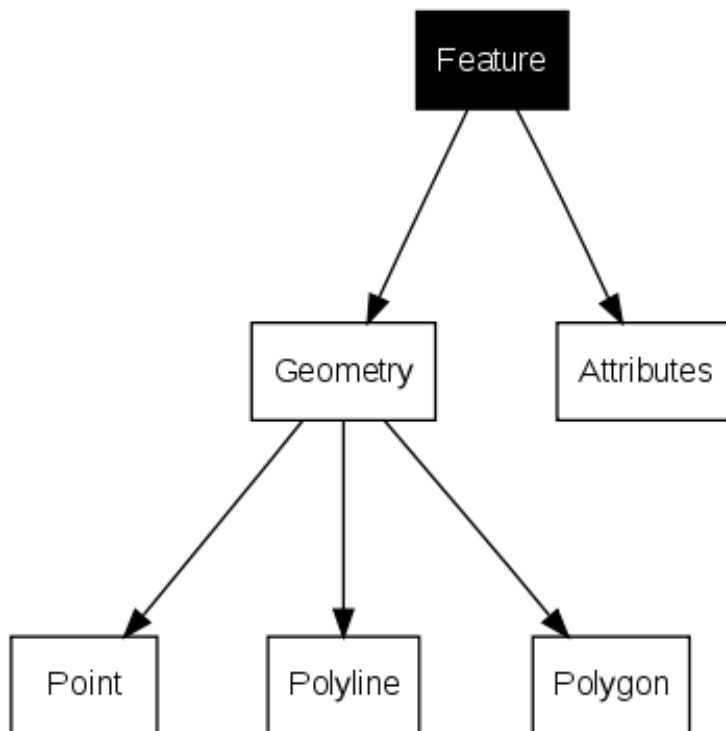 Feature
Geometry
Attributes
Point
Polyline
Polygon